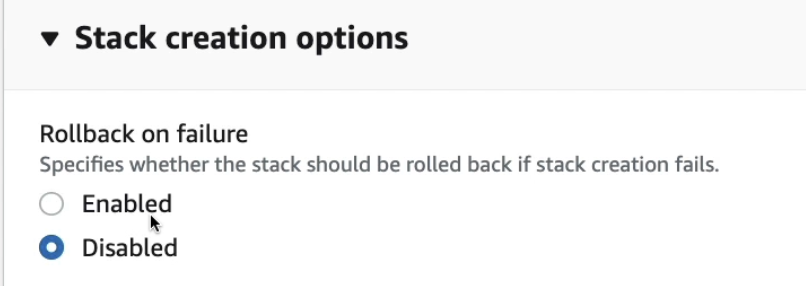 Stack creation options
Rollback on failure
Specifies whether the stack should be rolled back if stack creation fails.
Enabled
Disabled